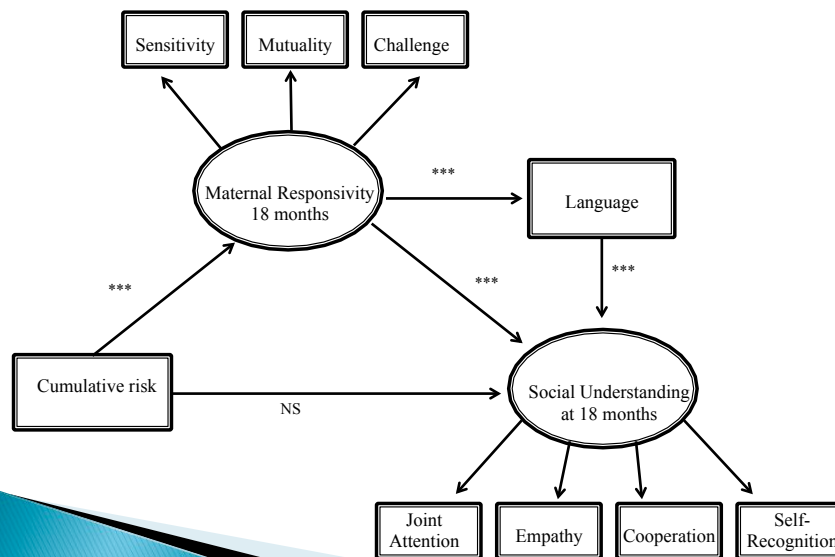 Sensitivity
Mutuality
Challenge
Maternal Responsivity
18 months
***
Language
***
***
***
Cumulative risk
NS
Social Understanding
at 18 months
Joint
Attention
Empathy
Cooperation
Self-
Recognition